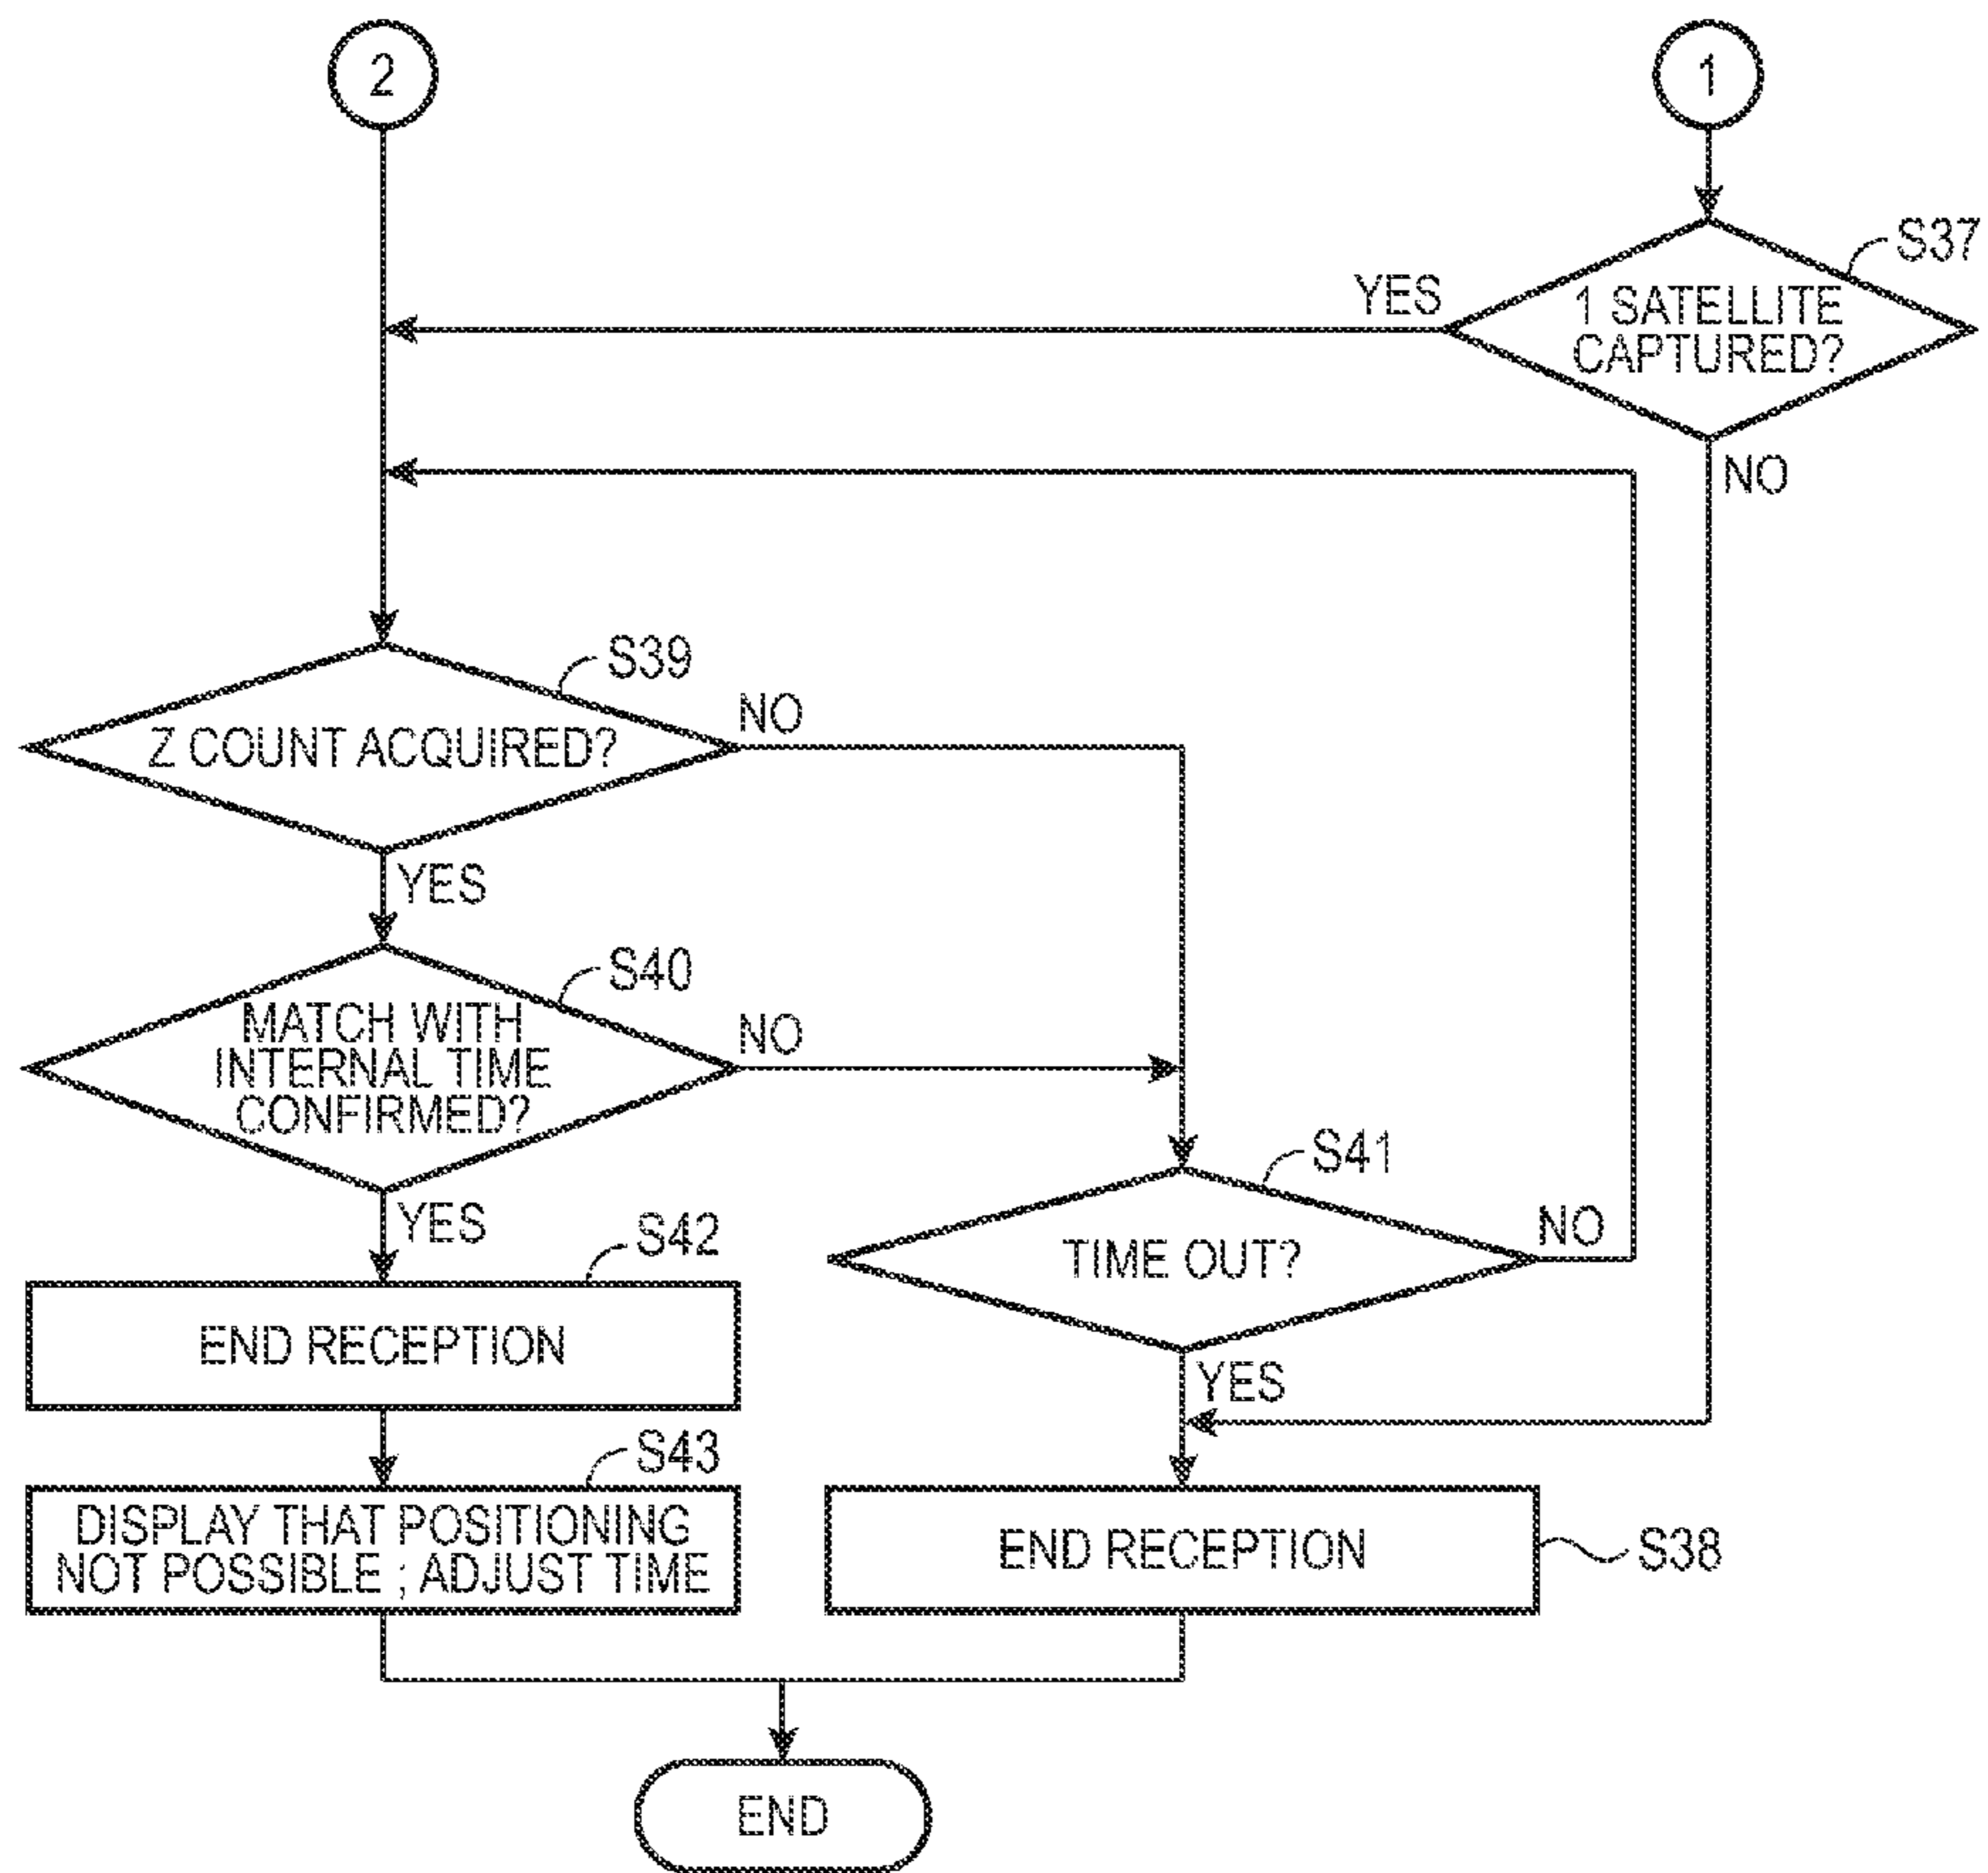 2
1
S37
YES
1 SATELLITE
CAPTURED?
NO
S39
NO
Z COUNT ACQUIRED?
YES
S40
MATCH WITH
INTERNAL TIME
CONFIRMED?
NO
S41
YES
NO
TIME OUT?
S42
END RECEPTION
YES
S43
DISPLAY THAT POSITIONING
NOT POSSIBLE ; ADJUST TIME
END RECEPTION
S38
END